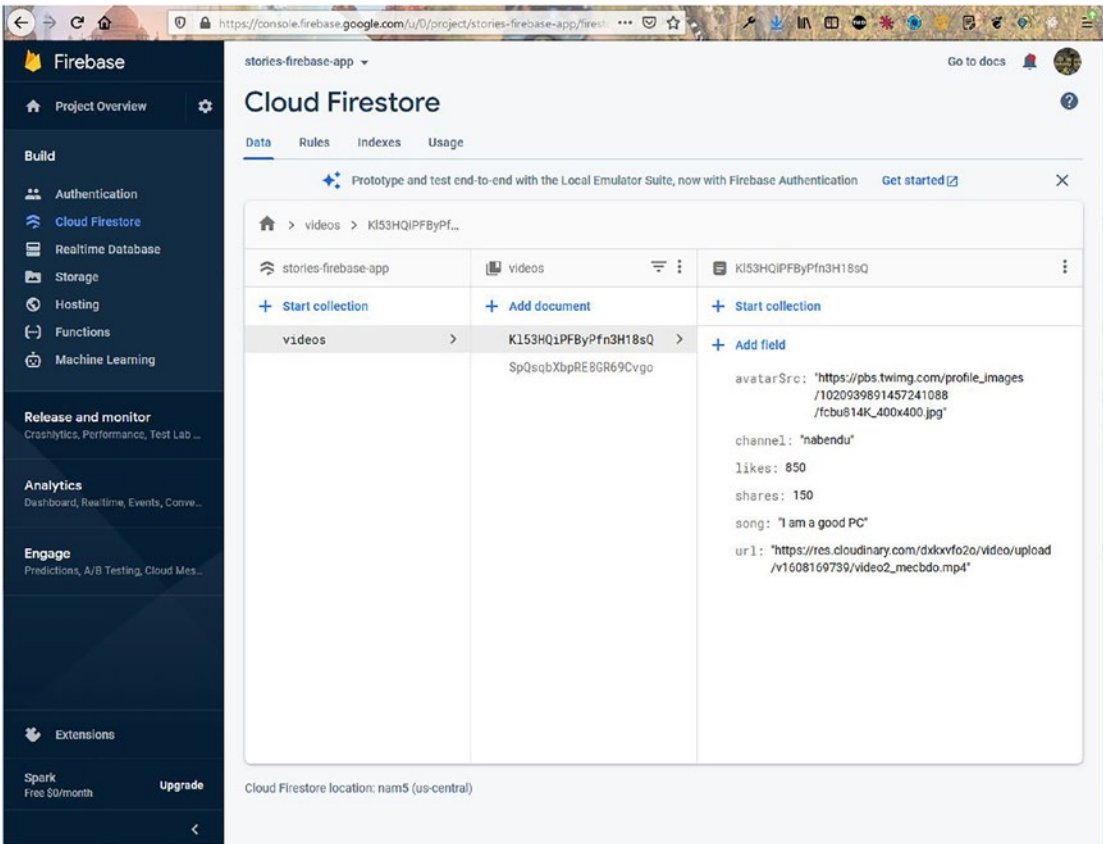 https://console.firebase.google.com/u/0/project/stories-firebase-app/firest
Firebase
stories-firebase-app
Go to docs
Project Overview
Cloud Firestore
Data Rules Indexes Usage
Build
Prototype and test end-to-end with the Local Emulator Suite, now with Firebase Authentication Get started
Authentication
Cloud Firestore
Realtime Database
Storage
Hosting
Functions
Machine Learning
Release and monitor
Crashlytics, Performance, Test Lab ...
Analytics
Dashboard, Realtime, Events, Conve...
Engage
Predictions, A/B Testing, Cloud Mes...
Extensions
Spark
Free $0/month
Upgrade
> videos > Kl53HQiPFByPf...
stories-firebase-app
+ Start collection
videos
videos
+ Add document
Kl53HQiPFByPfn3H18sQ
SpQsqbXbpRE8GR69Cvgo
Kl53HQiPFByPfn3H18sQ
+ Start collection
+ Add field
avatarSrc: "https://pbs.twimg.com/profile_images
/1020939891457241088
/fcbu814K_400x400.jpg"
channel: "nabendu"
likes: 850
shares: 150
song: "I am a good PC"
url: "https://res.cloudinary.com/dxkxvfo2o/video/upload
/v1608169739/video2_mecbdo.mp4"
Cloud Firestore location: nam5 (us-central)